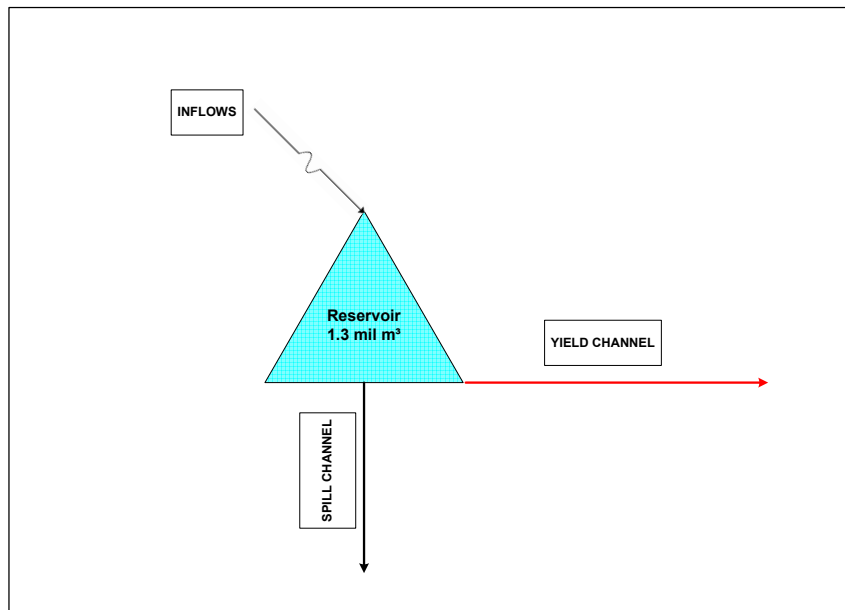 INFLOWS
Reservoir
1.3 mil m³
YIELD CHANNEL
SPILL CHANNEL